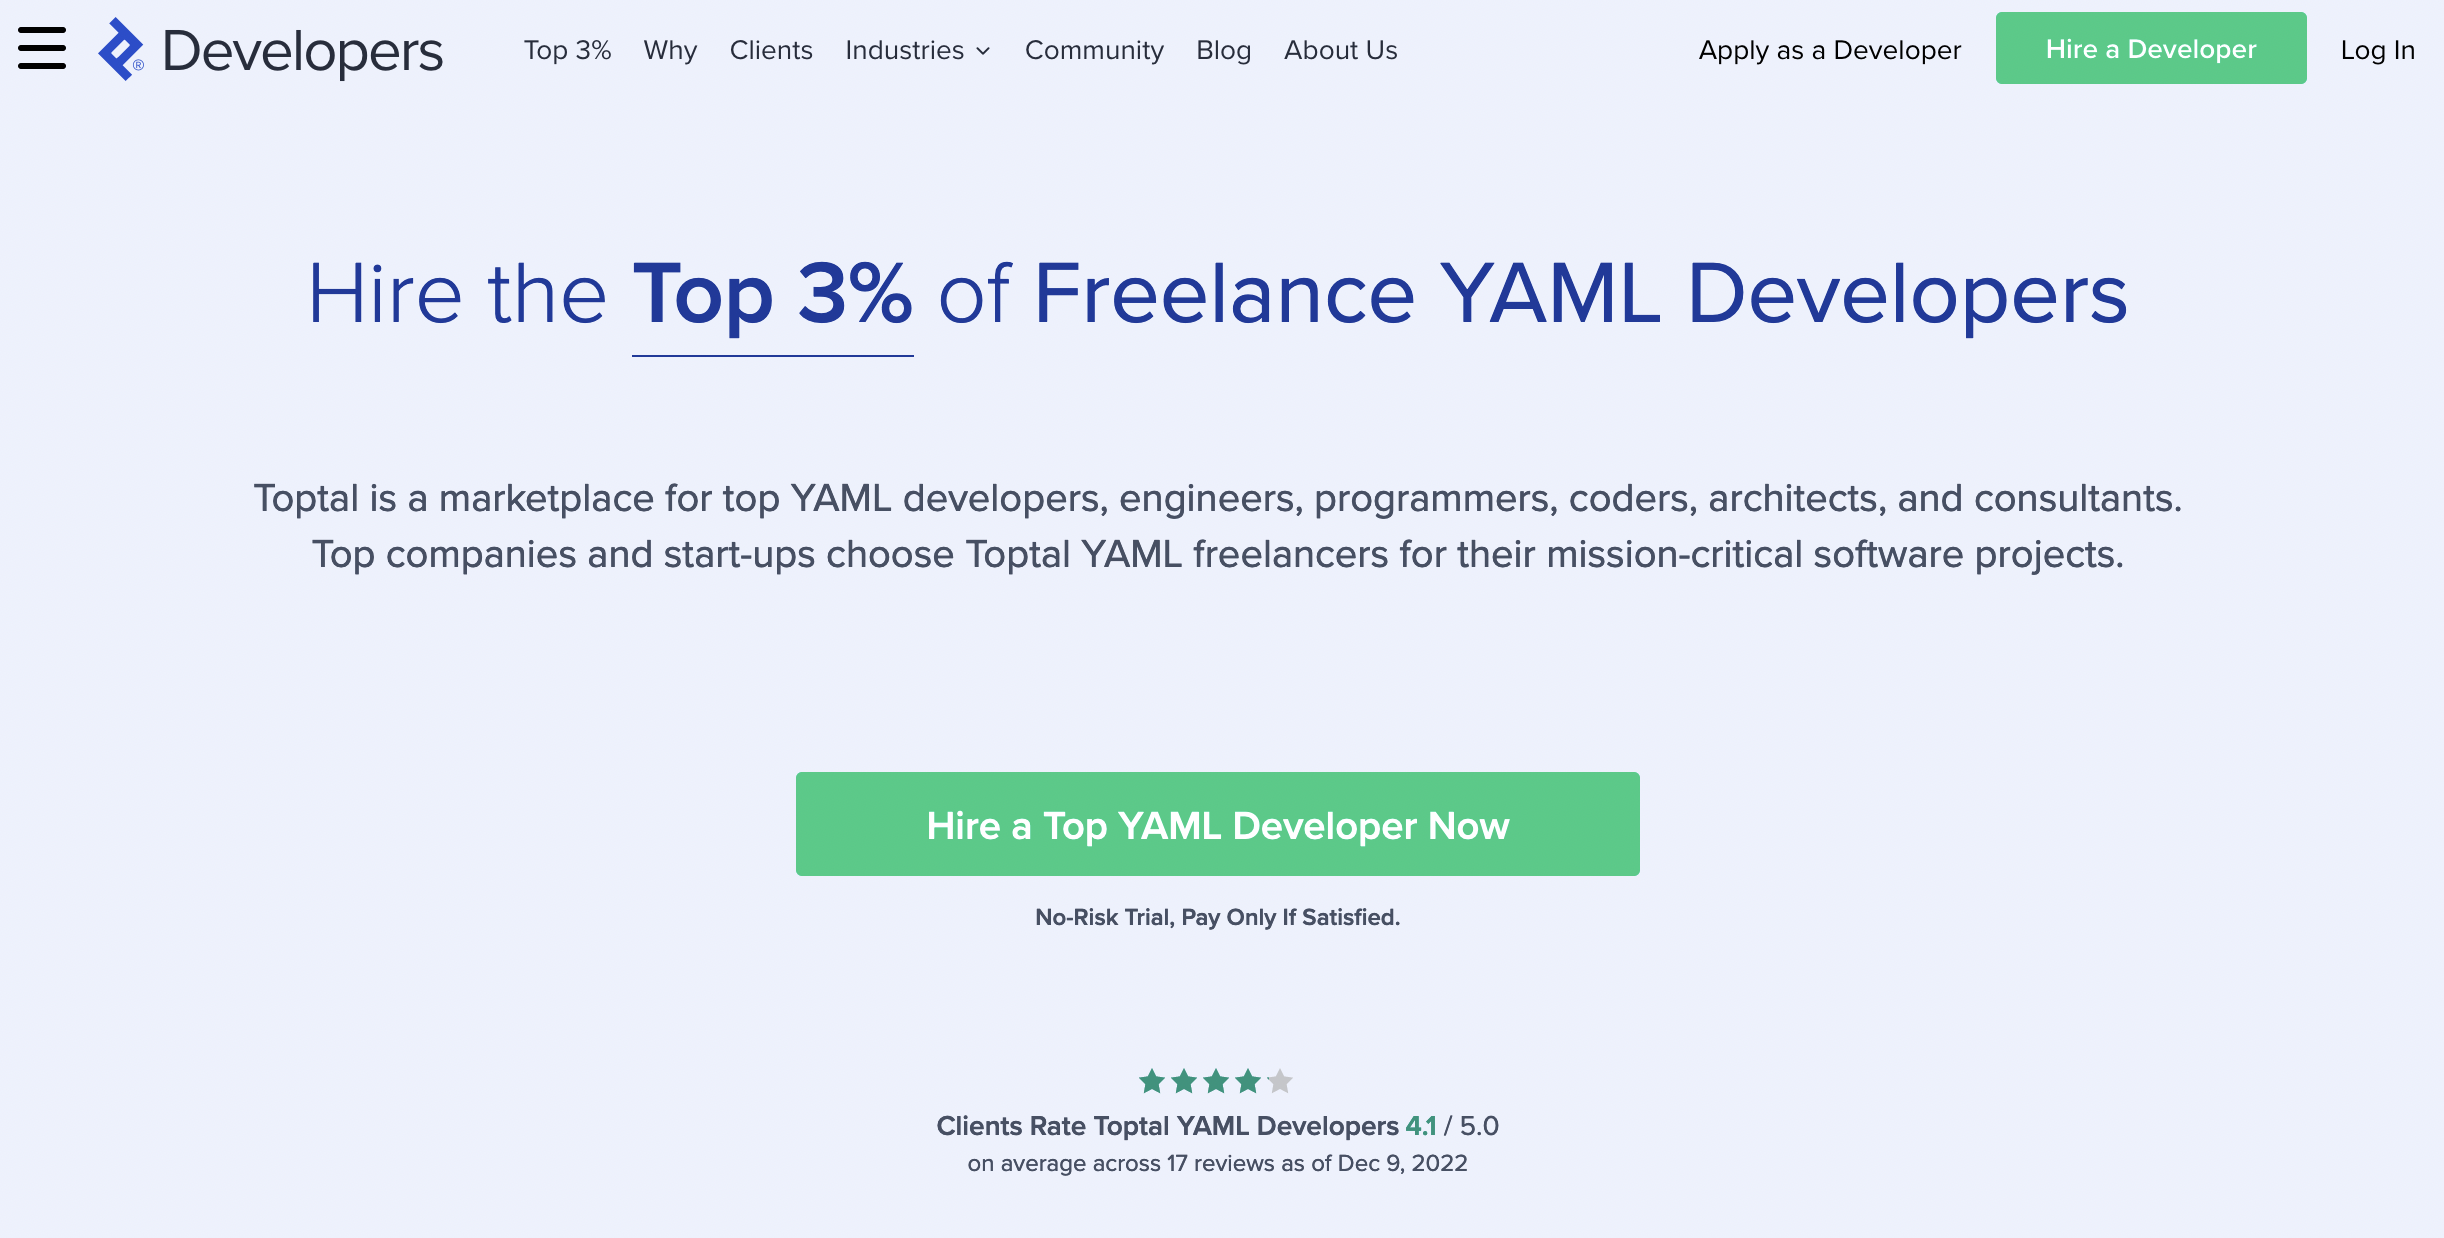 Developers
Top 3% Why Clients Industries Community Blog About Us
Apply as a Developer
Hire a Developer
Log In
Hire the Top 3% of Freelance YAML Developers
Toptal is a marketplace for top YAML developers, engineers, programmers, coders, architects, and consultants.
Top companies and start-ups choose Toptal YAML freelancers for their mission-critical software projects.
Hire a Top YAML Developer Now
No-Risk Trial, Pay Only If Satisfied.
Clients Rate Toptal YAML Developers 4.1 / 5.0
on average across 17 reviews as of Dec 9, 2022